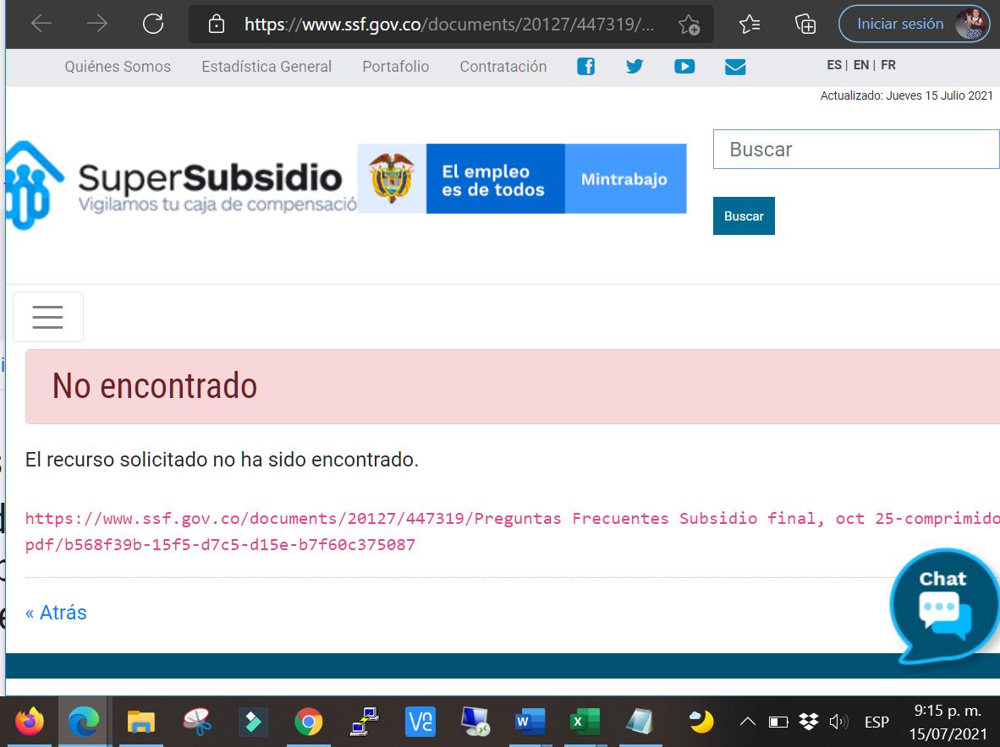 https://www.ssf.gov.co/documents/20127/447319/...
Iniciar sesión
Quiénes Somos Estadística General Portafolio Contratación
ES | EN | FR
Actualizado: Jueves 15 Julio 2021
SuperSubsidio
Vigilamos tu caja de compensació
El empleo
es de todos
Mintrabajo
Buscar
Buscar
No encontrado
El recurso solicitado no ha sido encontrado.
https://www.ssf.gov.co/documents/20127/447319/Preguntas Frecuentes Subsidio final, oct 25-comprimido
pdf/b568f39b-15f5-d7c5-d15e-b7f60c375087
Chat
« Atrás
ESP
9:15 p. m.
15/07/2021